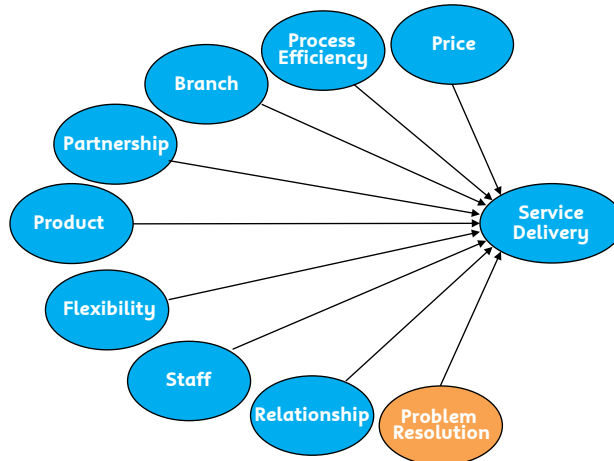 Process
Efficiency
Price
Branch
Partnership
Product
Service
Delivery
Flexibility
Staff
Relationship
Problem
Resolution